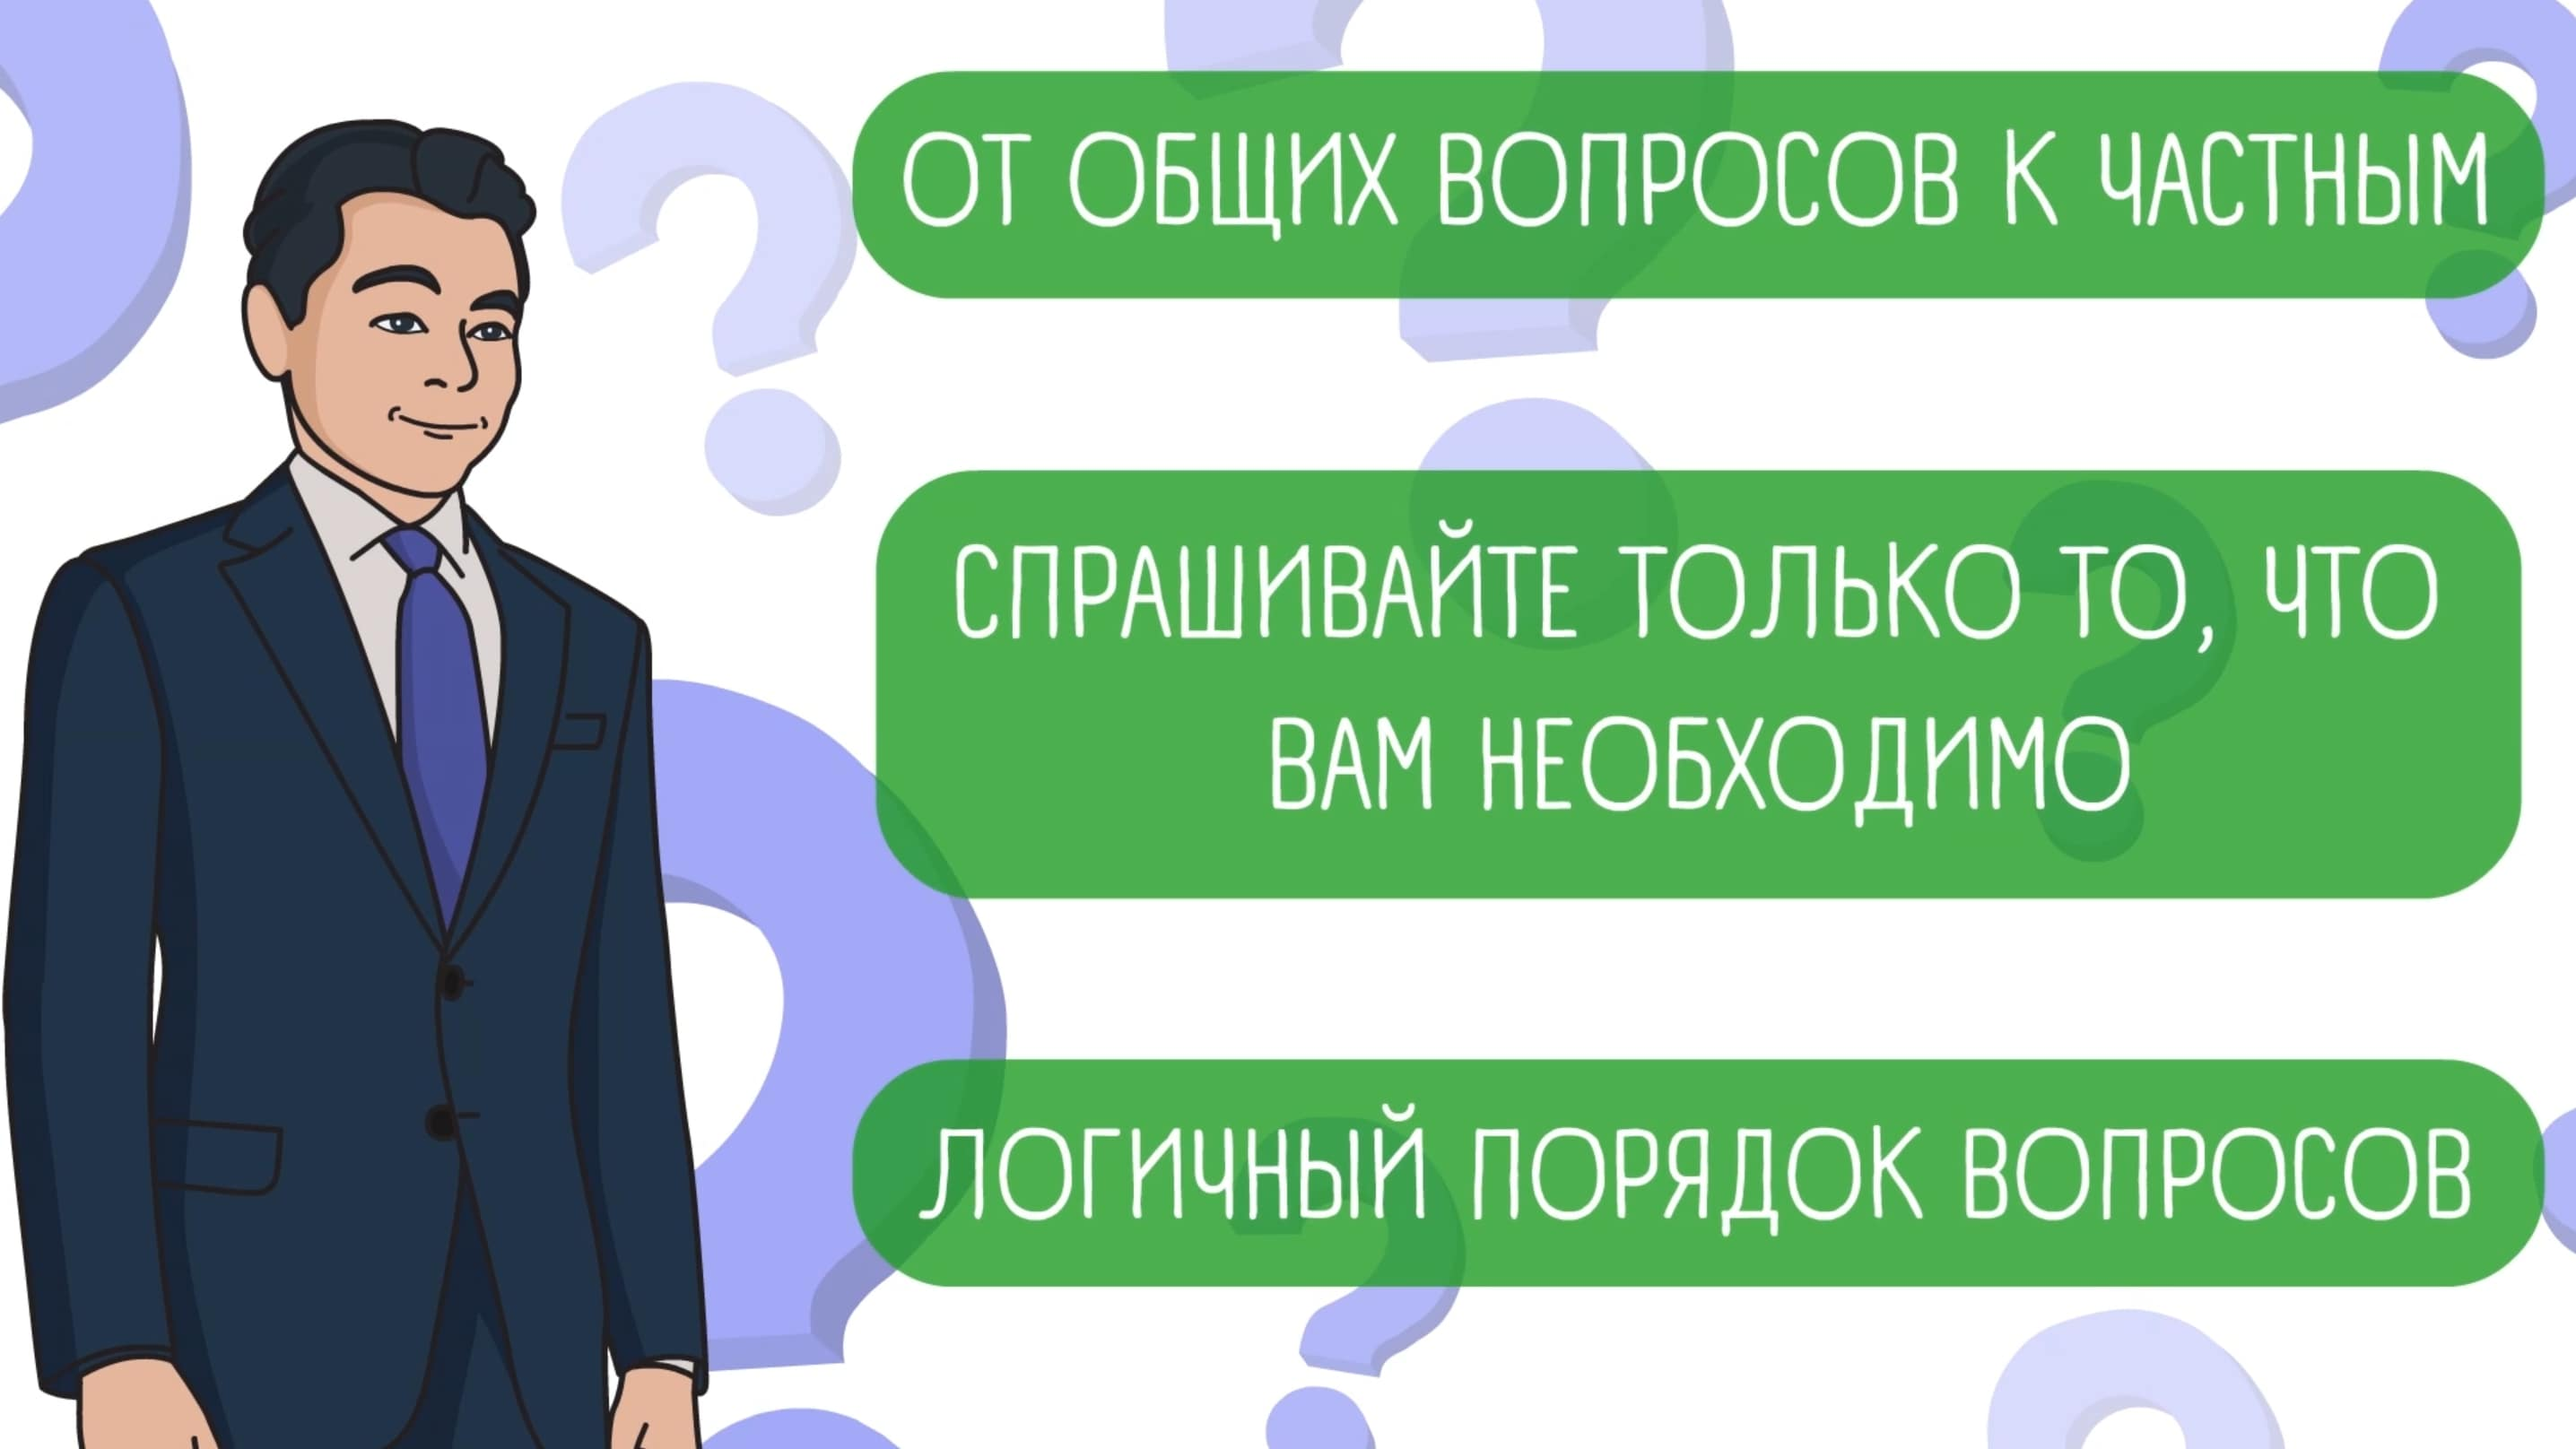 ОТ ОБЩИХ ВОПРОСОВ К ЧАСТНЫМ
СПРАШИВАЙТЕ ТОЛЬКО ТО, ЧТО
ВАМ НЕОБХОДИМО
ЛОГИЧНЫЙ ПОРЯДОК ВОПРОСОВ